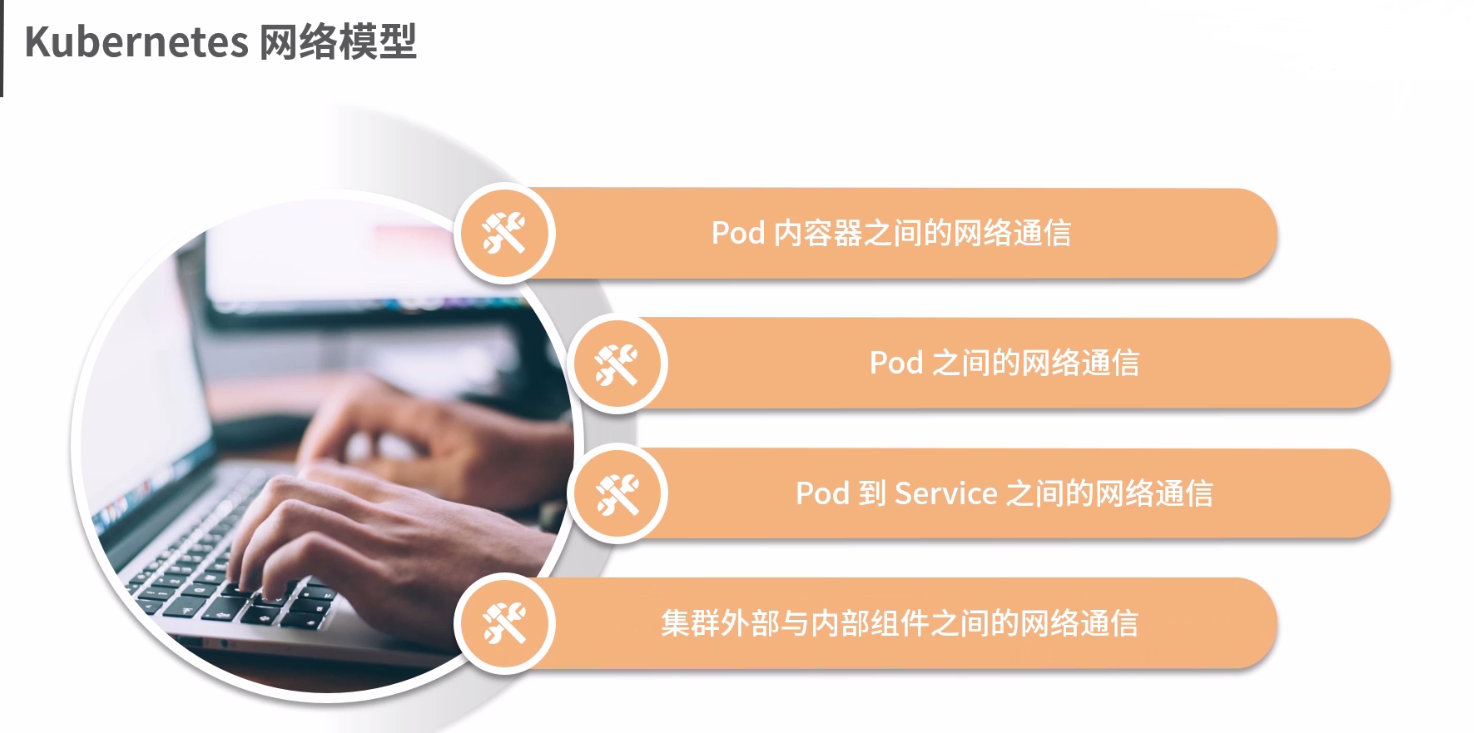 Kubernetes 网络模型
Pod 内容器之间的网络通信
Pod 之间的网络通信
Pod 到 Service 之间的网络通信
集群外部与内部组件之间的网络通信